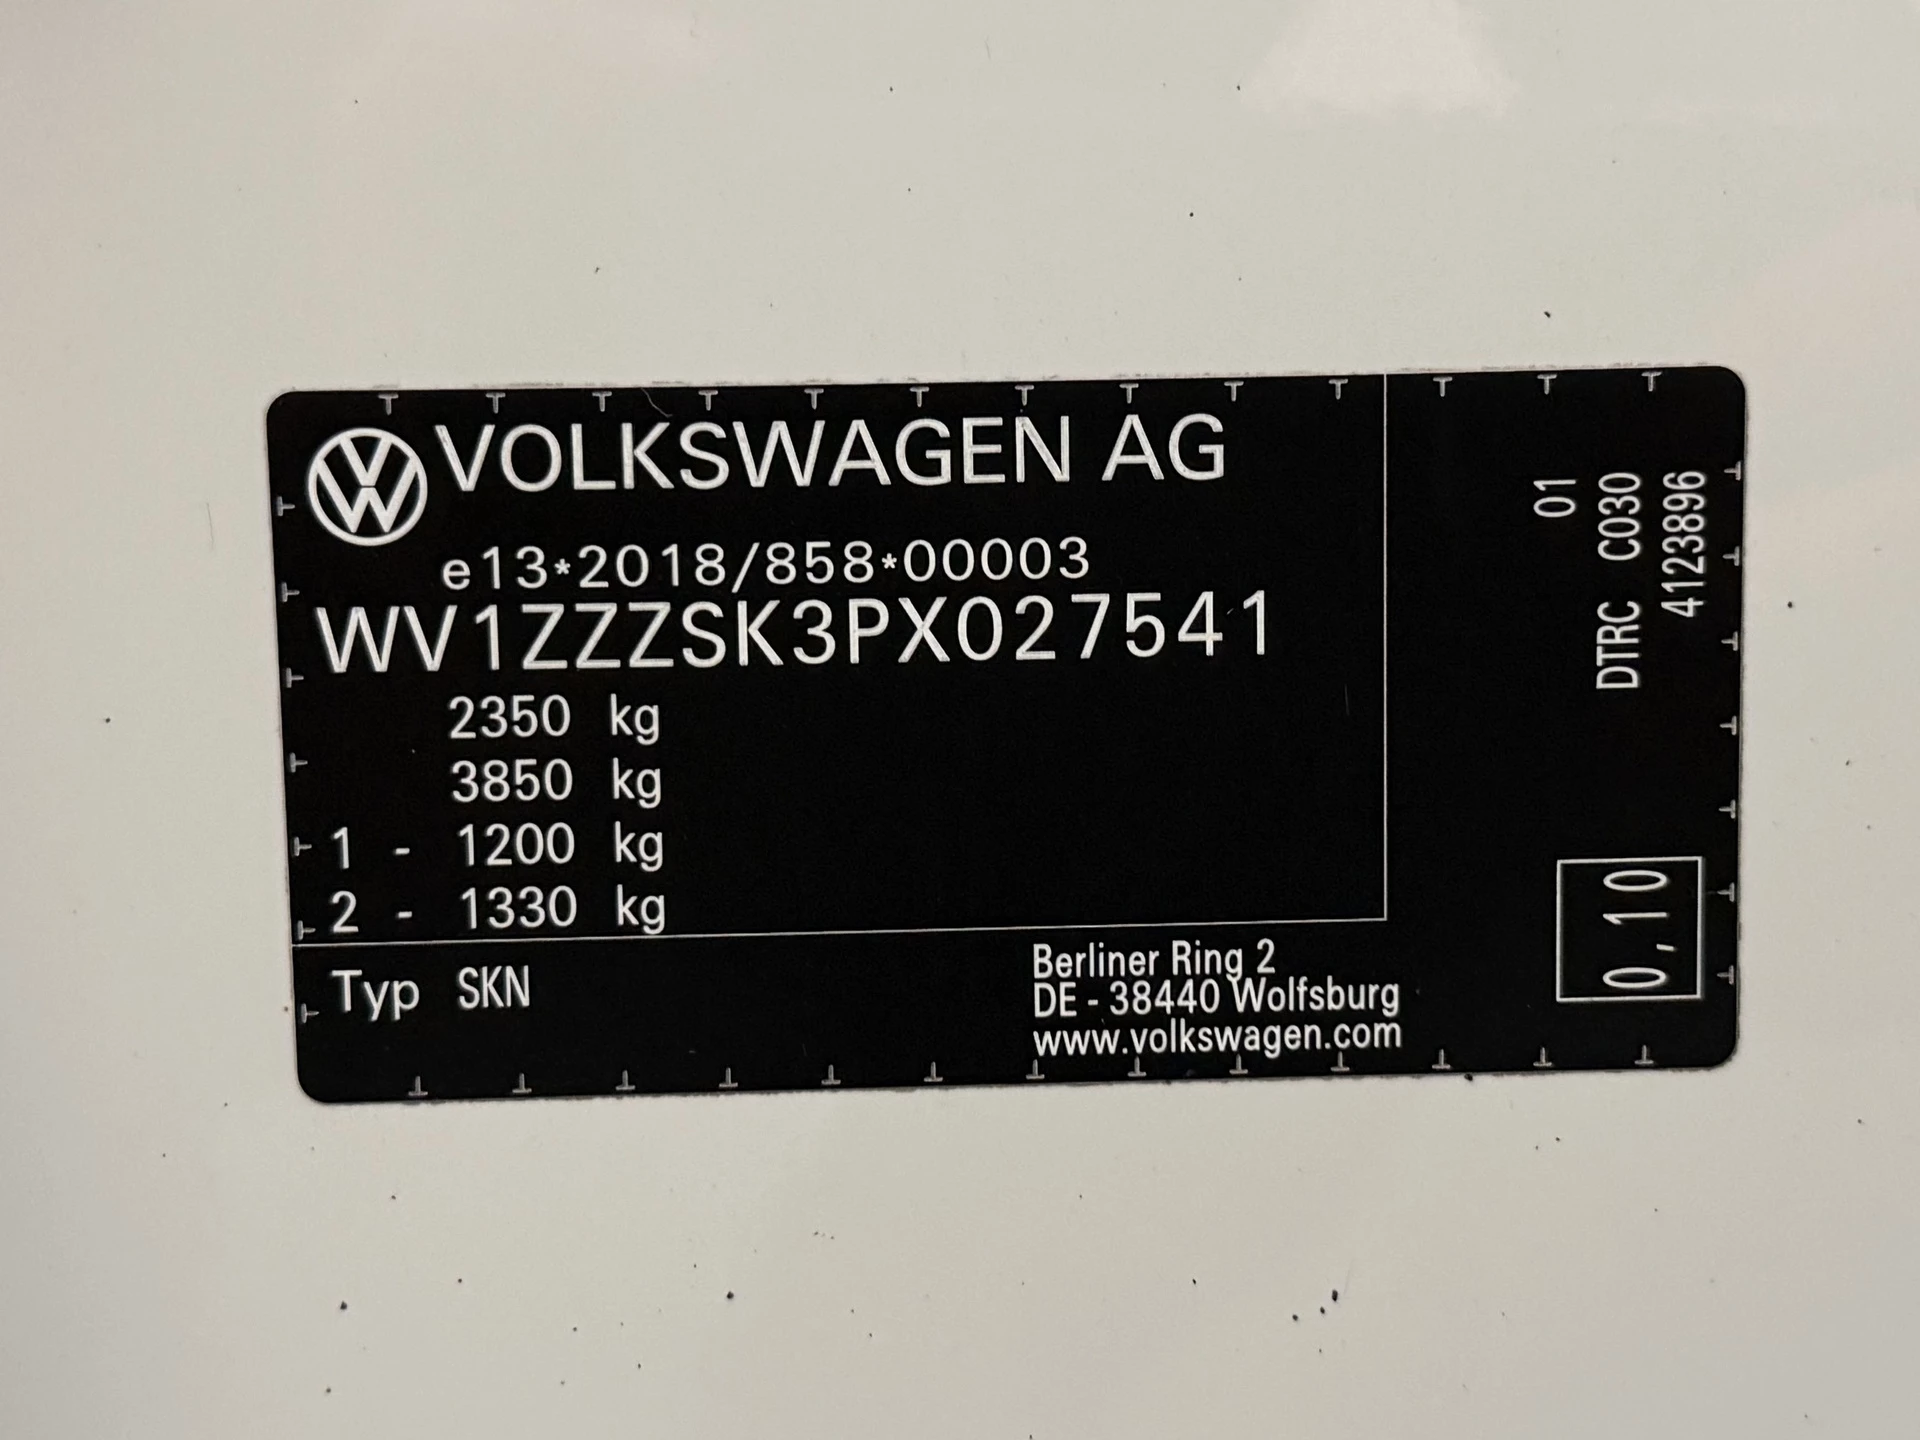 VOLKSWAGEN AG
e13*2018/858*00003
WV1ZZZSK3PX027541
2350 kg
3850 kg
1 - 1200 kg
2 - 1330 kg
Typ SKN
Berliner Ring 2
DE - 38440 Wolfsburg
www.volkswagen.com
01
DTRC C030
4123896
0,10